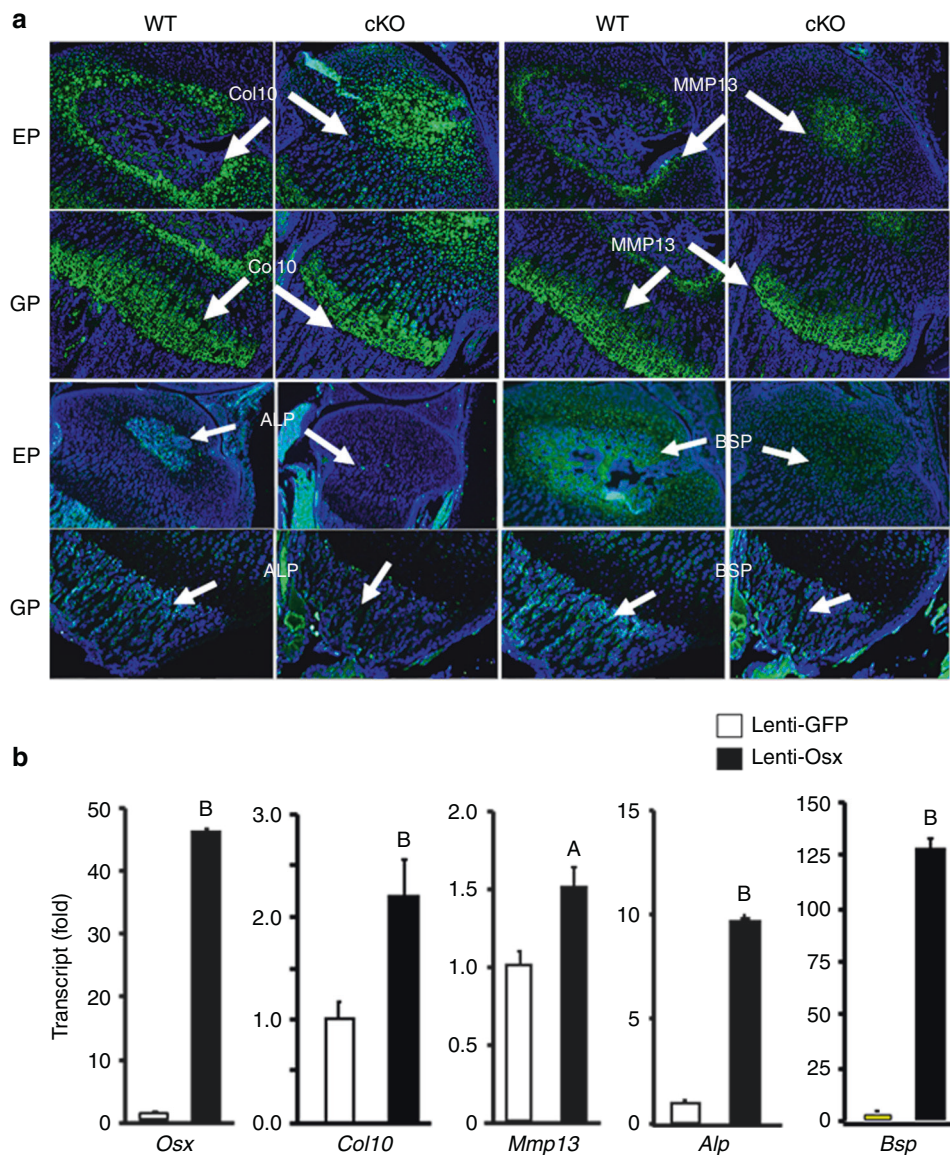 a
WT cKO WT cKO
EP
Col10 MMP13
GP
Col10 MMP13
EP
ALP BSP
GP
ALP BSP
Lenti-GFP
Lenti-Osx
b
Transcript (fold)
50 40 30 20 10 0
B
Osx
3.0 2.0 1.0 0.0
B
Col10
2.0 1.5 1.0 0.5 0
A
Mmp13
15 10 5 0
B
Alp
150 125 100 75 50 25 0
B
Bsp